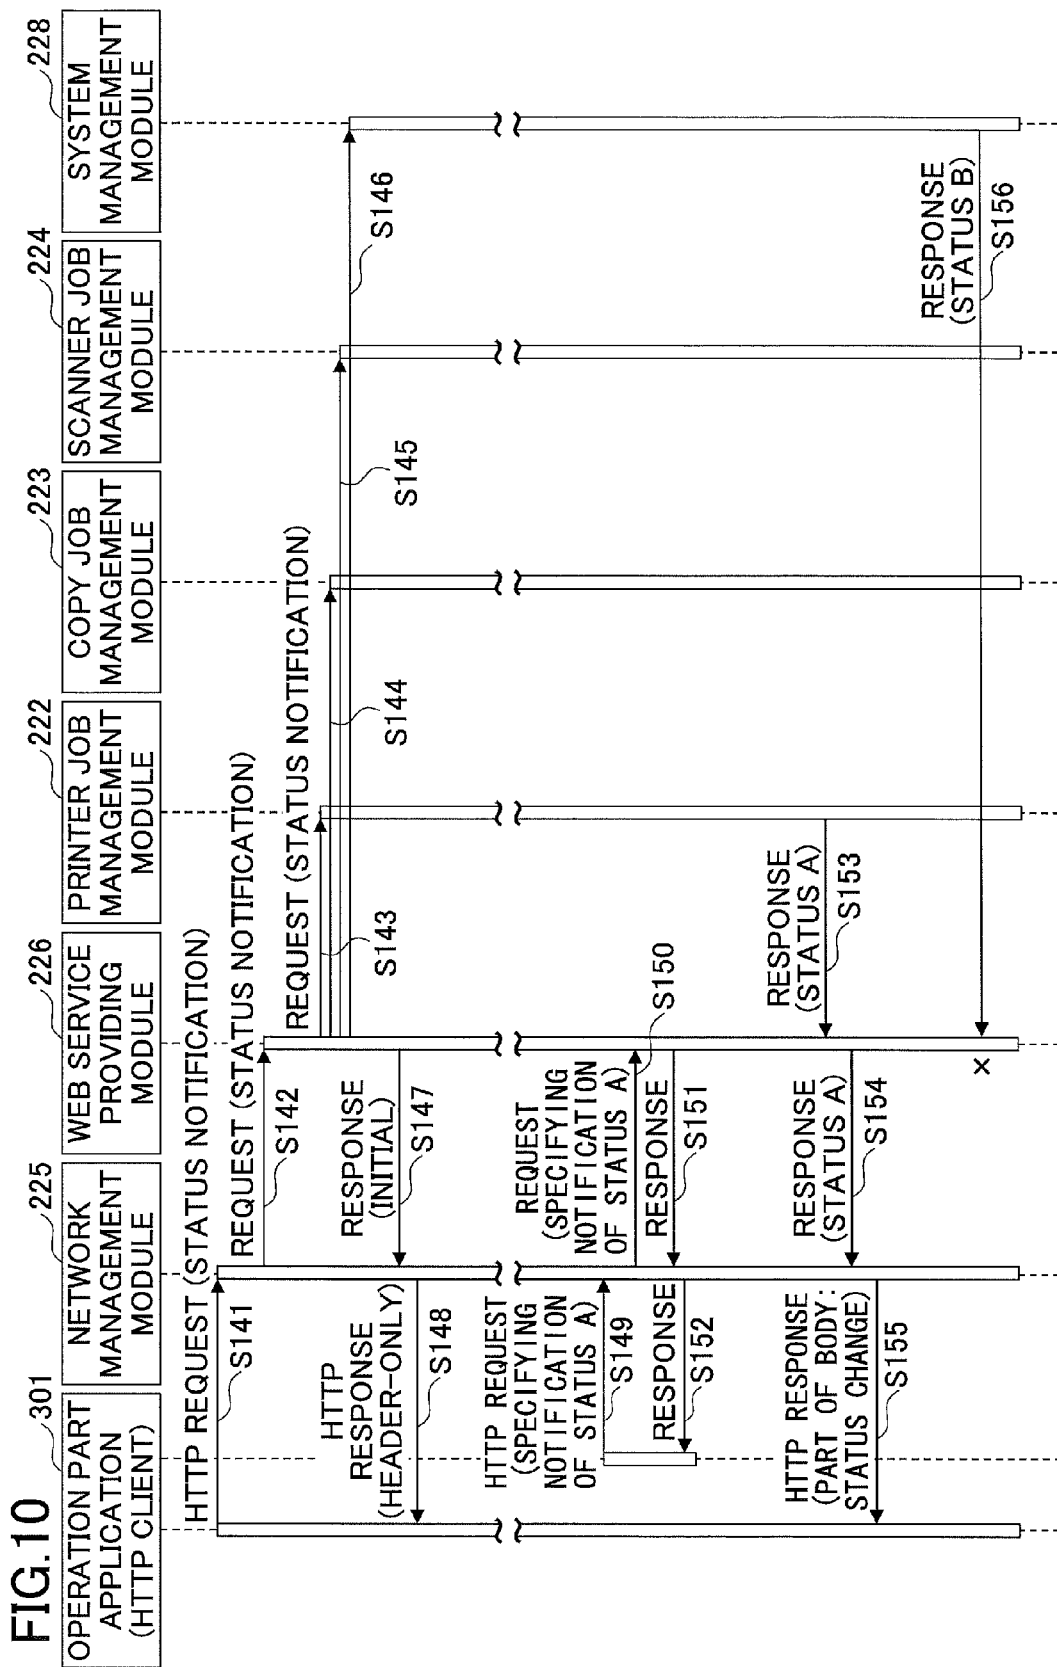 FIG.10
301
OPERATION PART
APPLICATION
(HTTP CLIENT)
225
NETWORK
MANAGEMENT
MODULE
226
WEB SERVICE
PROVIDING
MODULE
222
PRINTER JOB
MANAGEMENT
MODULE
223
COPY JOB
MANAGEMENT
MODULE
224
SCANNER JOB
MANAGEMENT
MODULE
228
SYSTEM
MANAGEMENT
MODULE
HTTP REQUEST (STATUS NOTIFICATION)
S141
REQUEST (STATUS NOTIFICATION)
S142
REQUEST (STATUS NOTIFICATION)
S143
S144
S145
S146
RESPONSE
(INITIAL)
S147
HTTP
RESPONSE
(HEADER-ONLY)
S148
HTTP REQUEST
(SPECIFYING
NOTIFICATION
OF STATUS A)
S149
REQUEST
(SPECIFYING
NOTIFICATION
OF STATUS A)
S150
RESPONSE
S151
RESPONSE
S152
RESPONSE
(STATUS A)
S153
RESPONSE
(STATUS A)
S154
HTTP RESPONSE
(PART OF BODY:
STATUS CHANGE)
S155
RESPONSE
(STATUS B)
S156
×